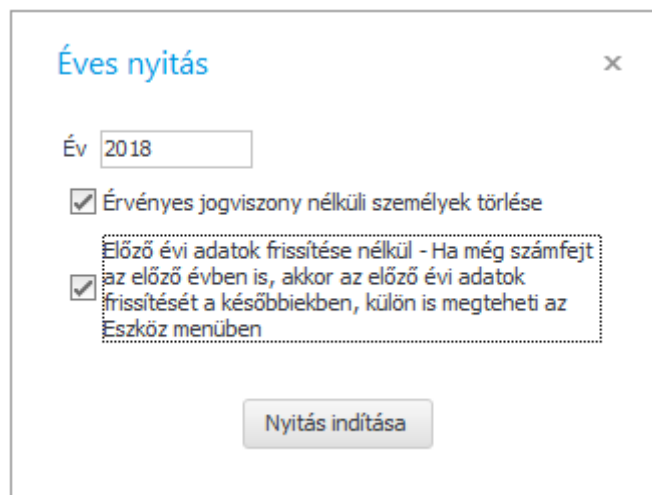 Éves nyitás
Év 2018
Érvényes jogviszony nélküli személyek törlése
Előző évi adatok frissítése nélkül - Ha még számfejt
az előző évben is, akkor az előző évi adatok
frissítését a későbbiekben, külön is megteheti az
Eszköz menüben
Nyitás indítása